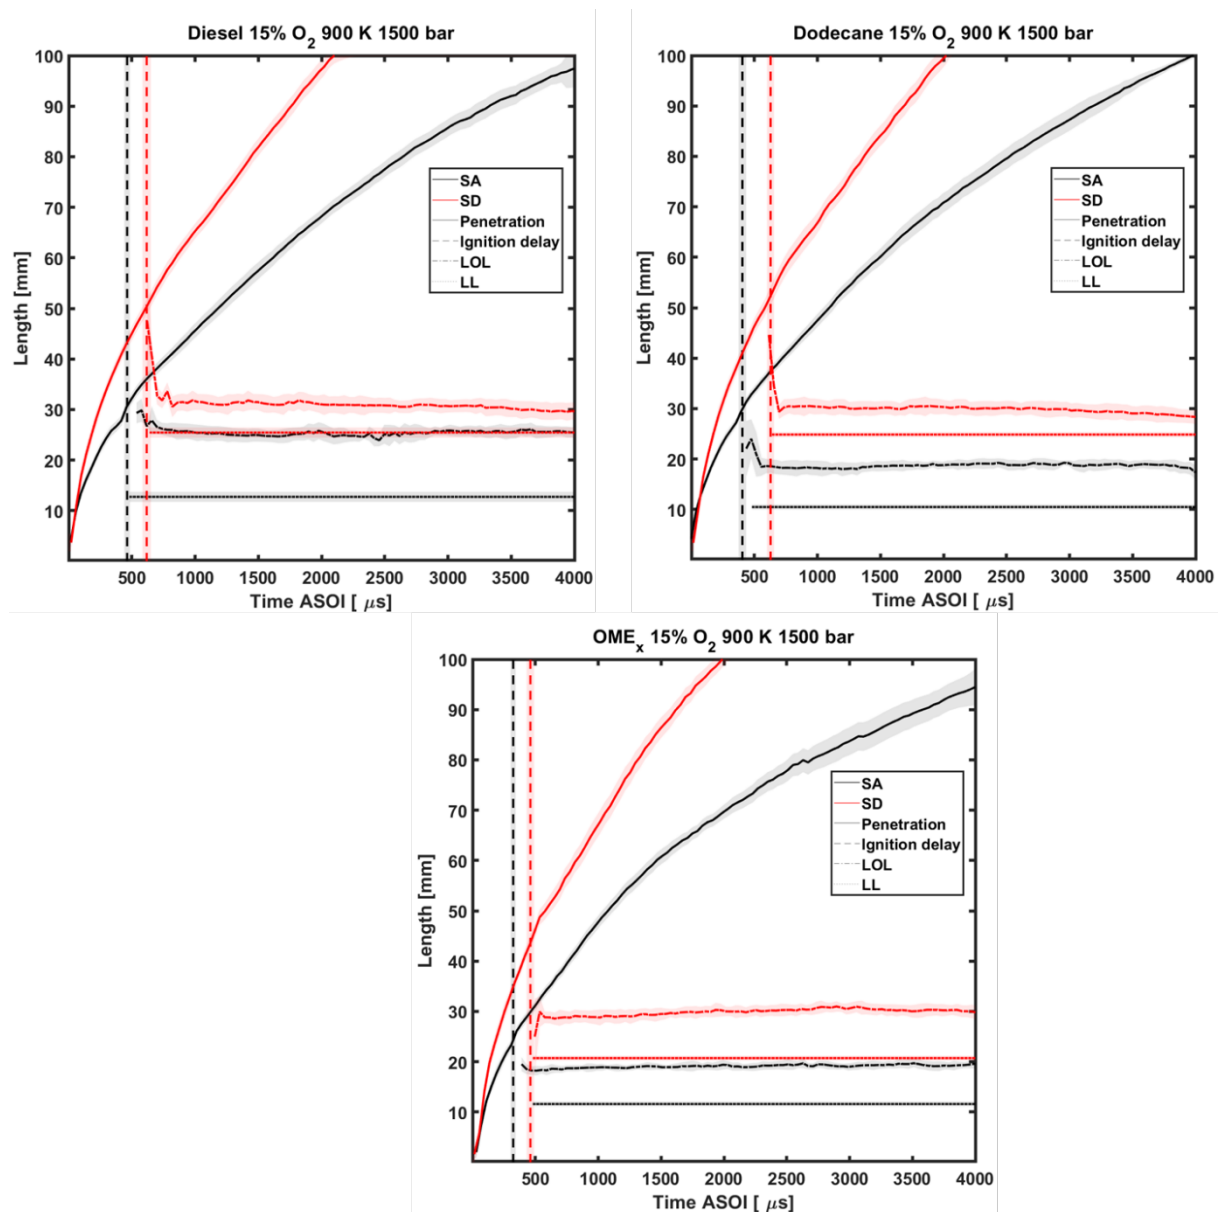 Diesel 15% O2 900 K 1500 bar
100
90
80
70
60
50
40
30
20
10
Length [mm]
SA
SD
Penetration
Ignition delay
LOL
LL
500 1000 1500 2000 2500 3000 3500 4000
Time ASOI [ μs]
Dodecane 15% O2 900 K 1500 bar
100
90
80
70
60
50
40
30
20
10
Length [mm]
SA
SD
Penetration
Ignition delay
LOL
LL
500 1000 1500 2000 2500 3000 3500 4000
Time ASOI [ μs]
OMEx 15% O2 900 K 1500 bar
100
90
80
70
60
50
40
30
20
10
Length [mm]
SA
SD
Penetration
Ignition delay
LOL
LL
500 1000 1500 2000 2500 3000 3500 4000
Time ASOI [ μs]